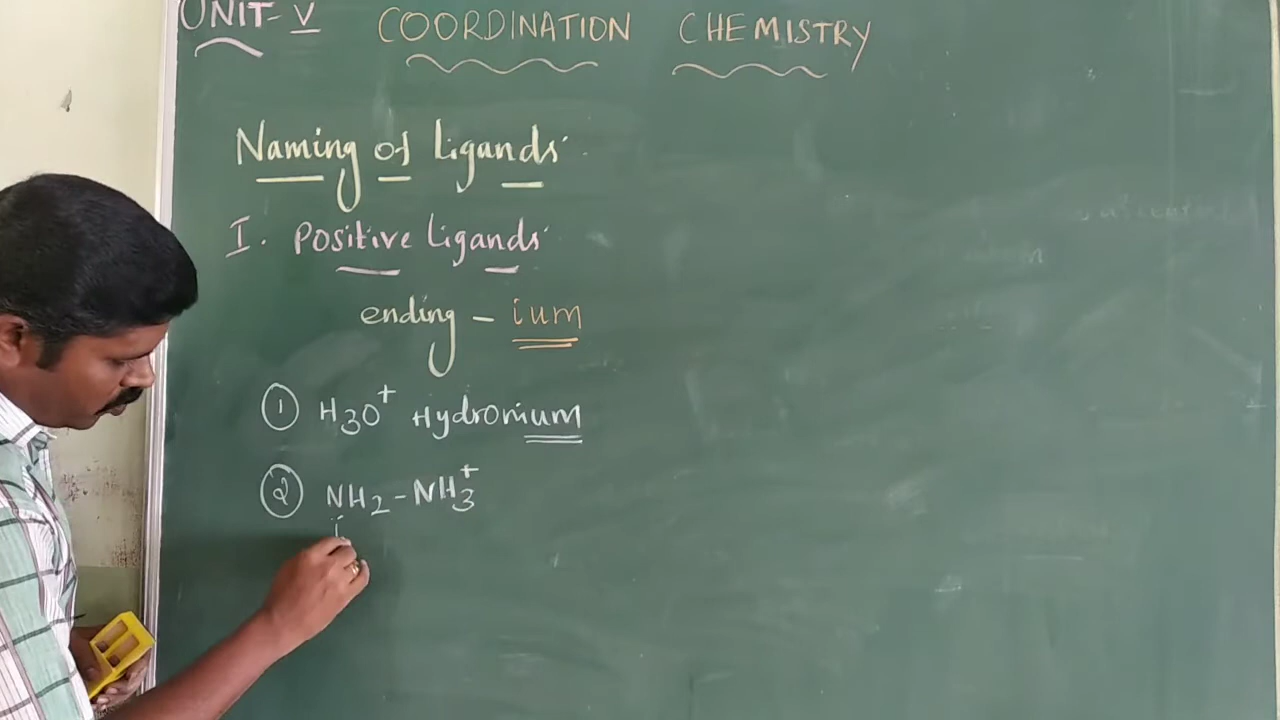 UNIT-V COORDINATION CHEMISTRY
Naming of Ligands
I. Positive Ligands
ending - ium
① H3O+ Hydronium
② NH2-NH3+